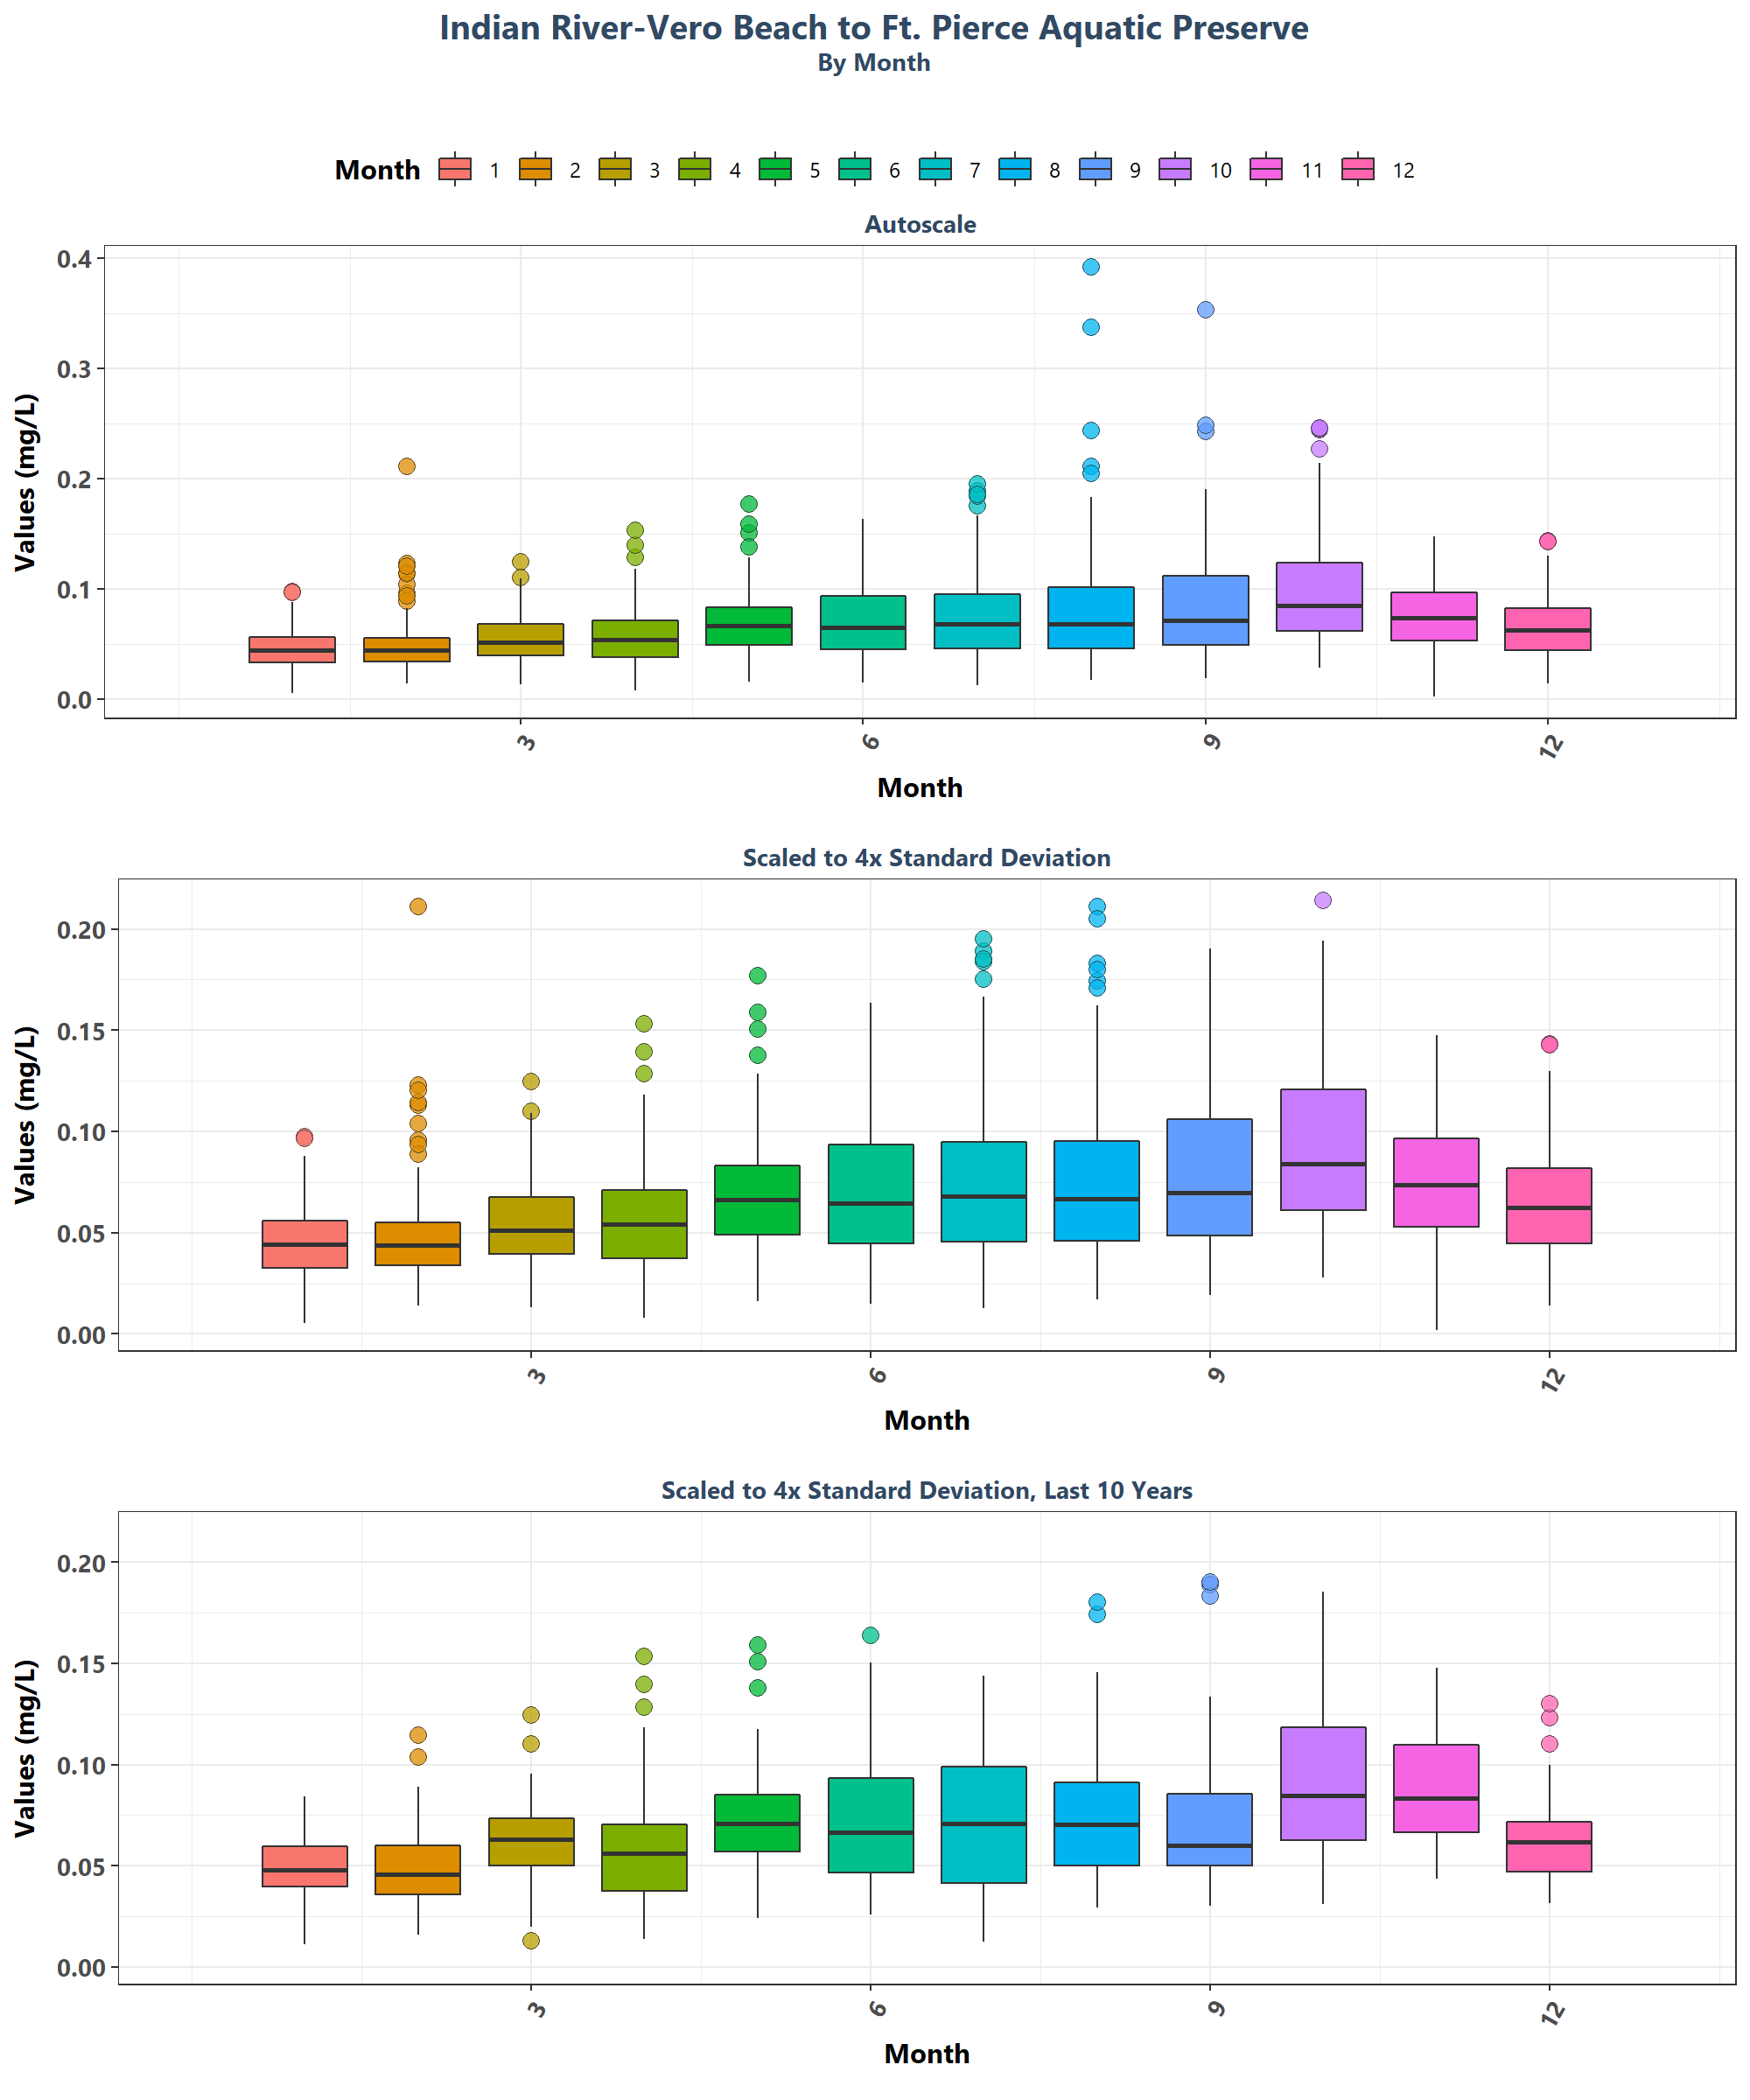 Indian River-Vero Beach to Ft. Pierce Aquatic Preserve
By Month
Month 1 2 3 4 5 6 7 8 9 10 11 12
Autoscale
Values (mg/L)
0.4
0.3
0.2
0.1
0.0
3 6 9 12
Month
Scaled to 4x Standard Deviation
Values (mg/L)
0.20
0.15
0.10
0.05
0.00
3 6 9 12
Month
Scaled to 4x Standard Deviation, Last 10 Years
Values (mg/L)
0.20
0.15
0.10
0.05
0.00
3 6 9 12
Month